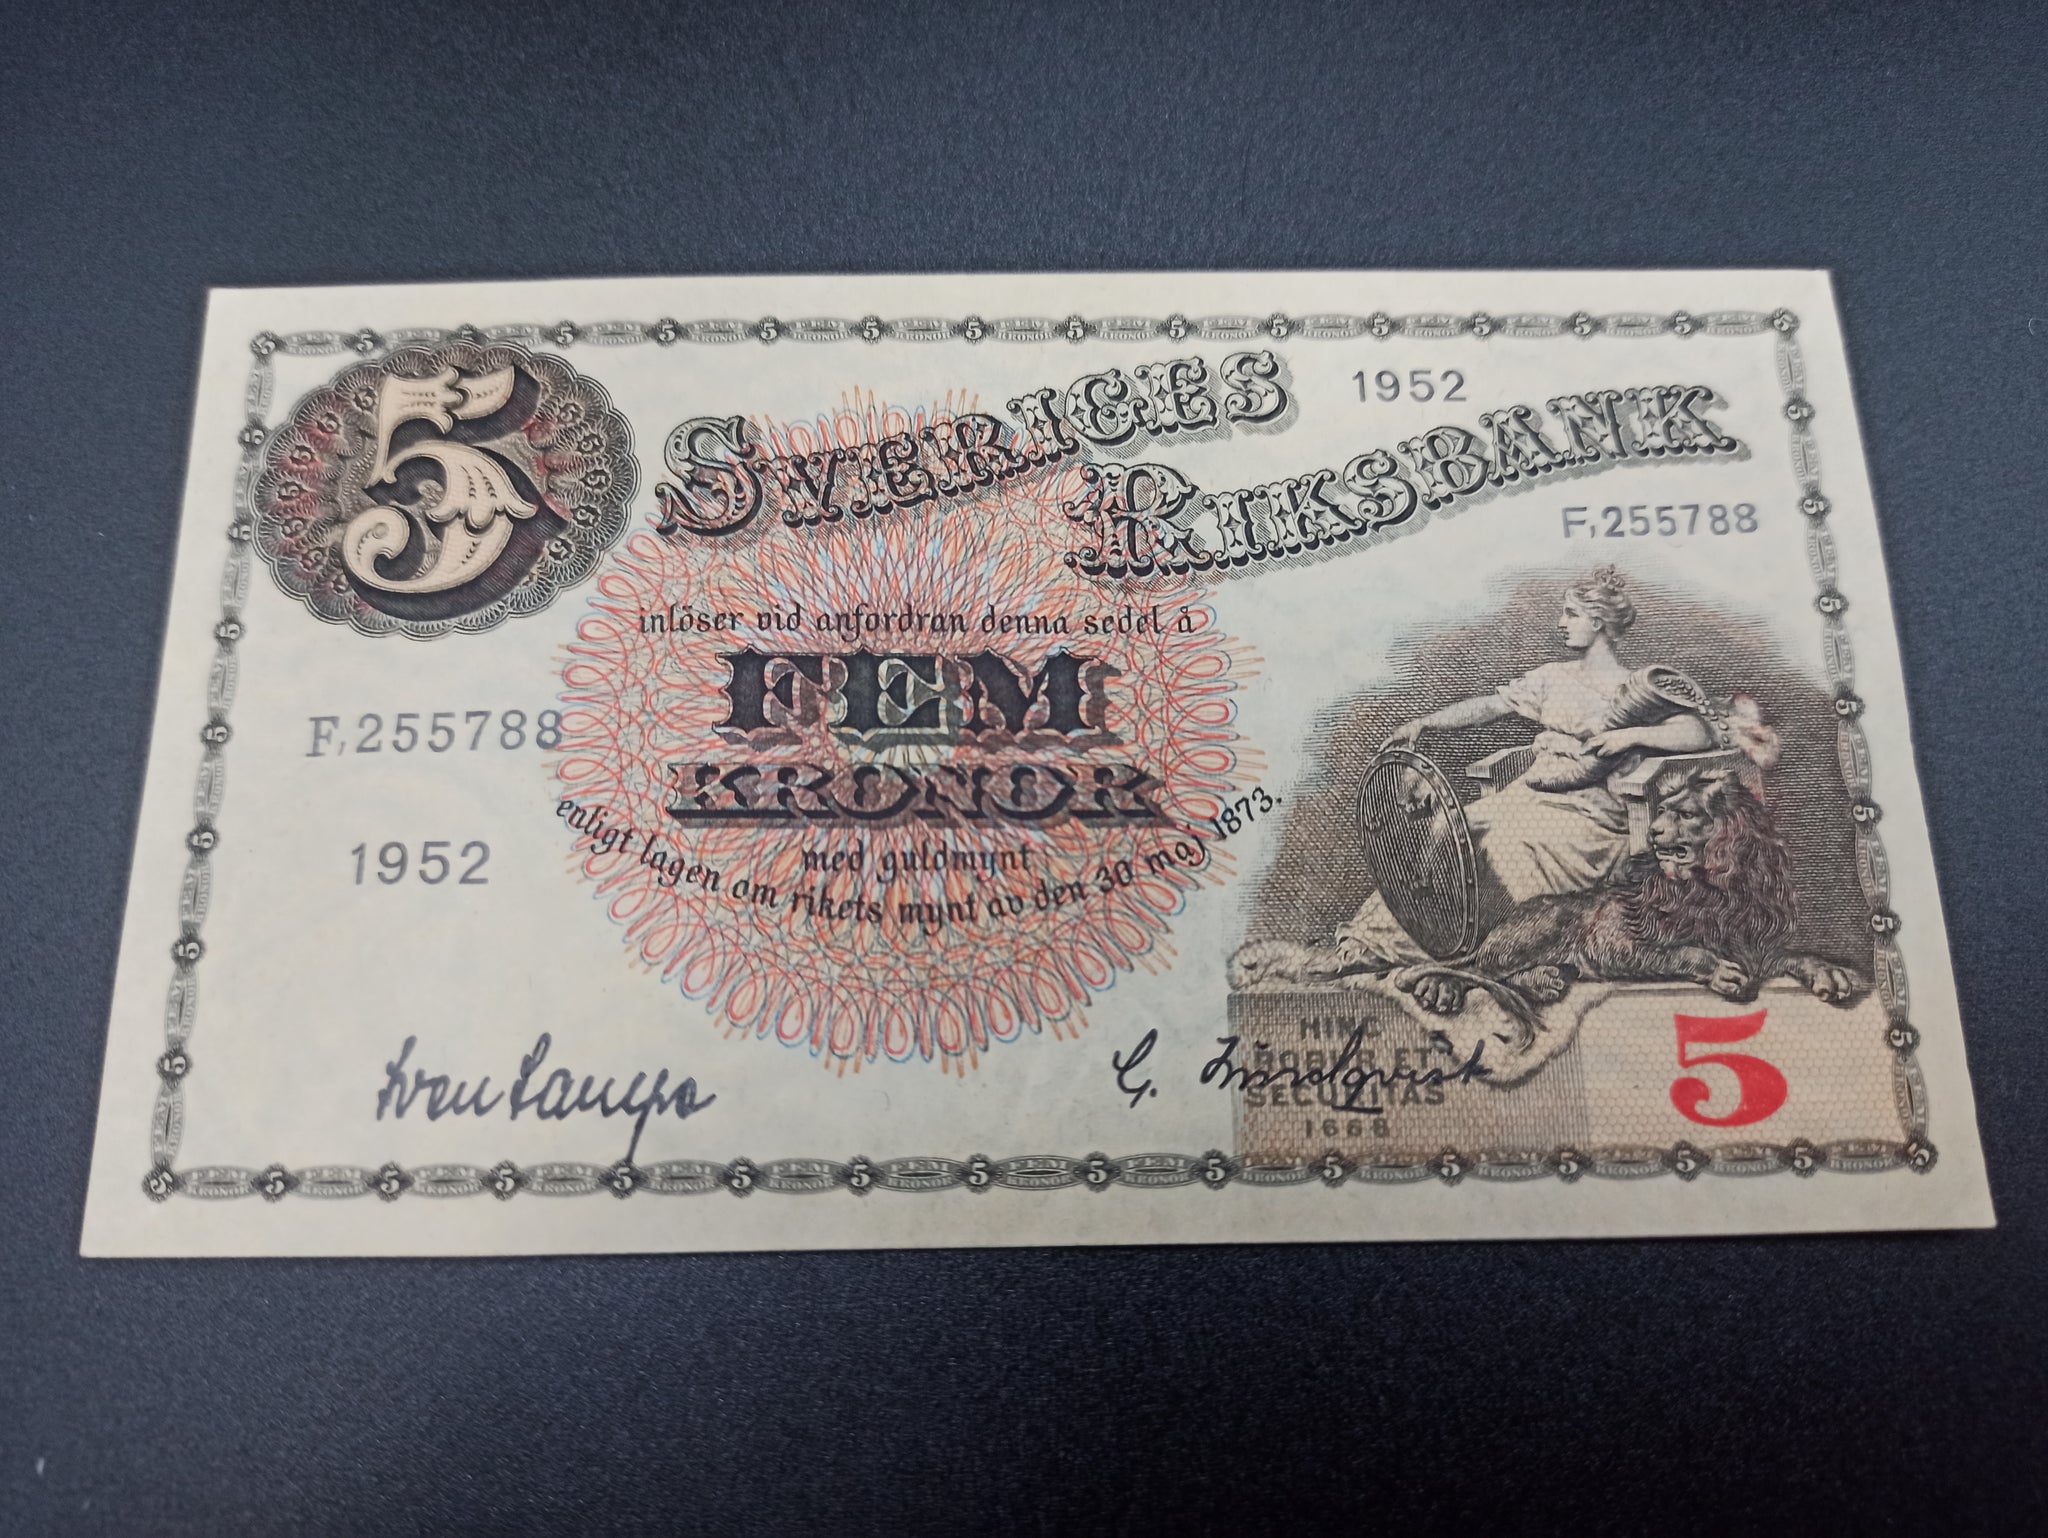 5
SVERIGES
1952
RIKSBANK
F,255788
inlöser vid anfordran denna sedel å
FEM
F,255788
KRONOR
med guldmynt
enligt lagen om rikets mynt av den 30 maj 1873.
1952
HINC
ROBUR ET
SECURITAS
1668
5